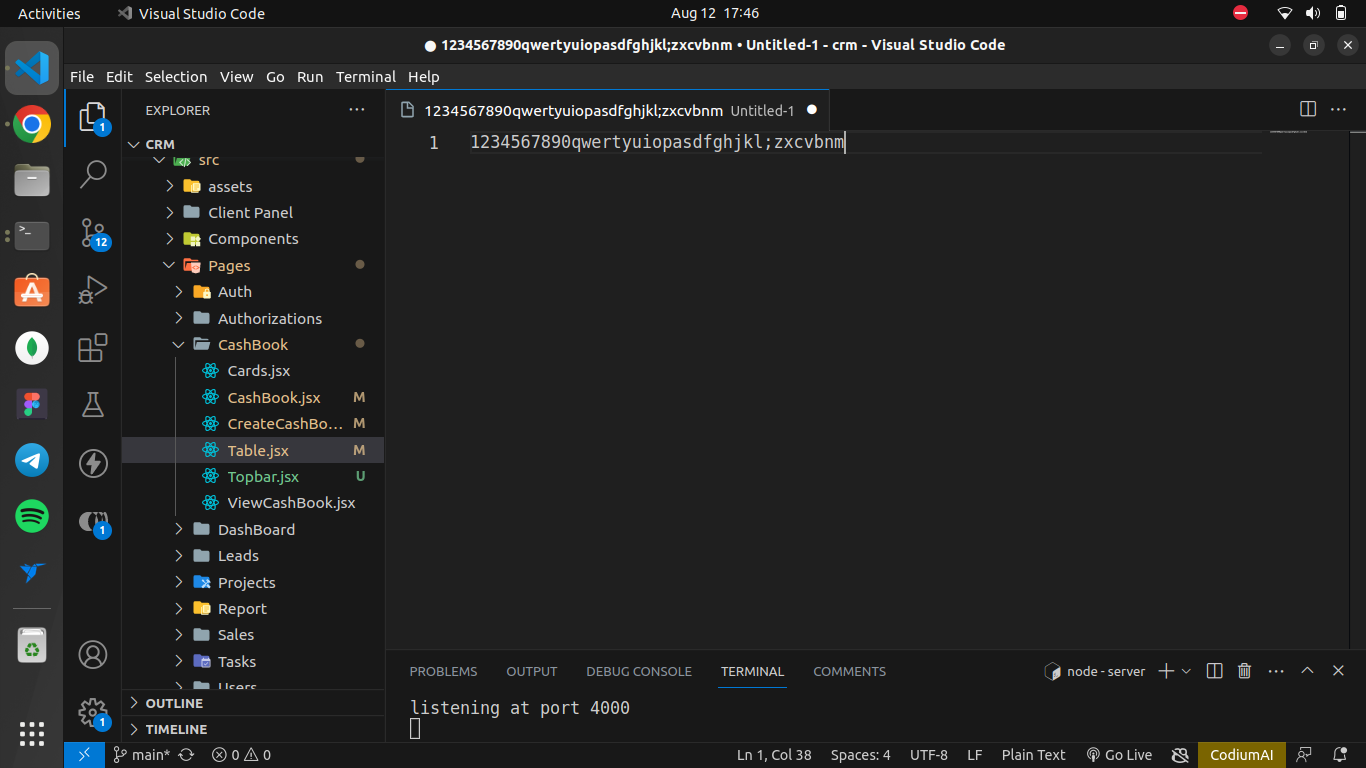 Activities
Visual Studio Code
Aug 12 17:46
● 1234567890qwertyuiopasdfghjkl;zxcvbnm • Untitled-1 - crm - Visual Studio Code
File Edit Selection View Go Run Terminal Help
EXPLORER
1234567890qwertyuiopasdfghjkl;zxcvbnm Untitled-1
1 1234567890qwertyuiopasdfghjkl;zxcvbnm
CRM
src
assets
Client Panel
Components
Pages
Auth
Authorizations
CashBook
Cards.jsx
CashBook.jsx M
CreateCashBo... M
Table.jsx M
Topbar.jsx U
ViewCashBook.jsx
DashBoard
Leads
Projects
Report
Sales
Tasks
Users
OUTLINE
TIMELINE
1
12
1
1
PROBLEMS OUTPUT DEBUG CONSOLE TERMINAL COMMENTS
node - server
listening at port 4000
main*
0 0
Ln 1, Col 38
Spaces: 4
UTF-8
LF
Plain Text
Go Live
CodiumAI